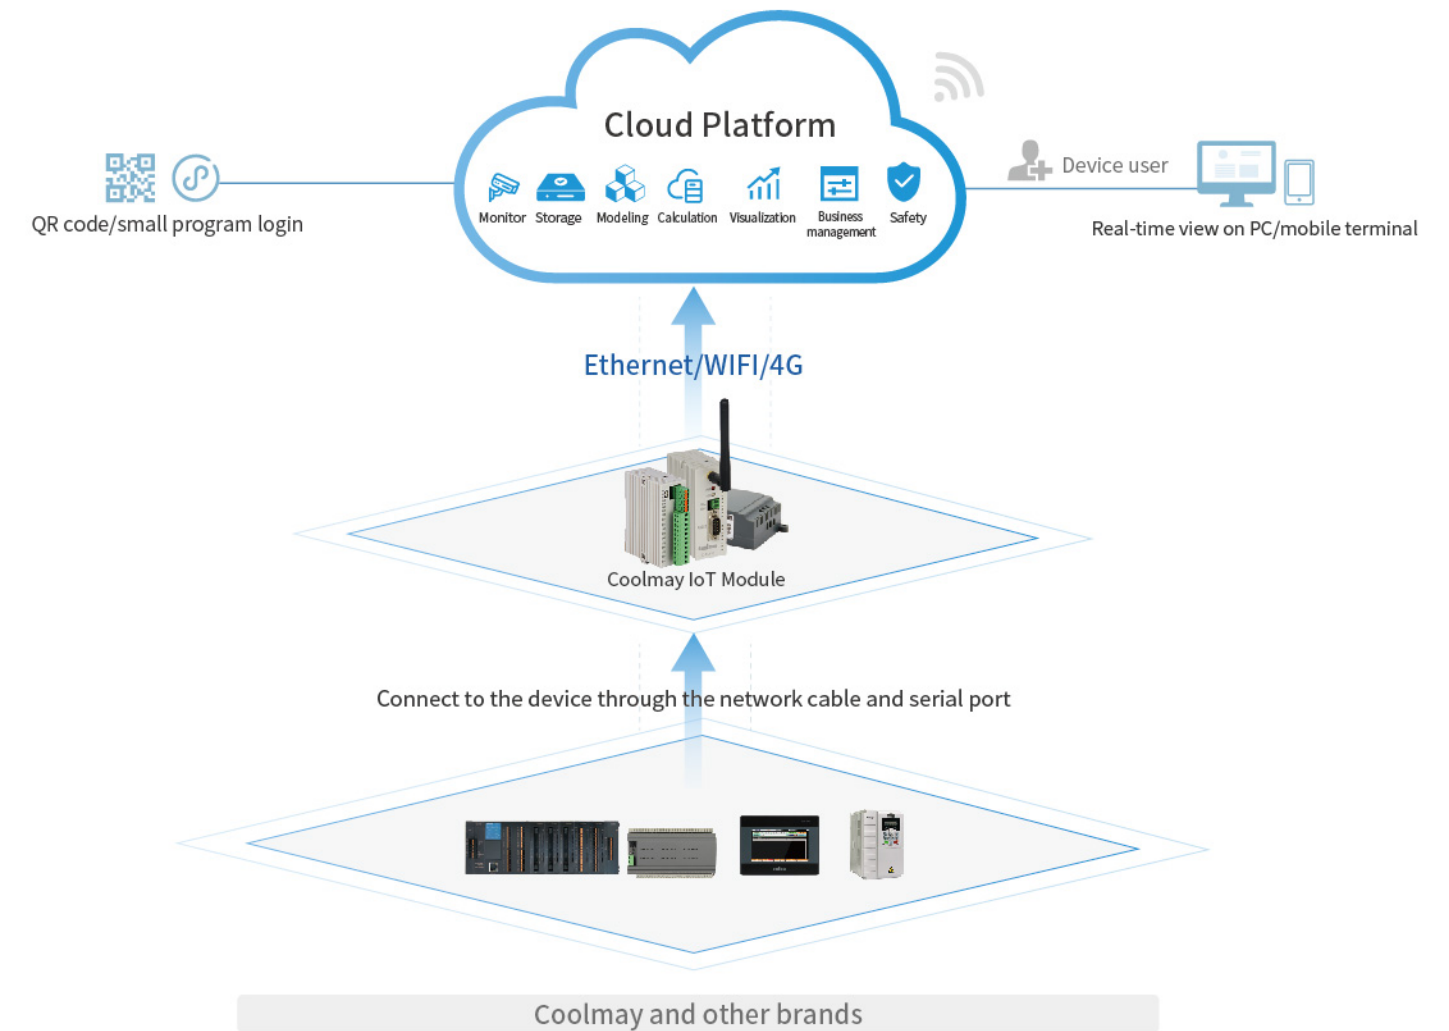 Cloud Platform
Monitor Storage Modeling Calculation Visualization Business management Safety
QR code/small program login
Device user
Real-time view on PC/mobile terminal
Ethernet/WIFI/4G
Coolmay IoT Module
Connect to the device through the network cable and serial port
Coolmay and other brands